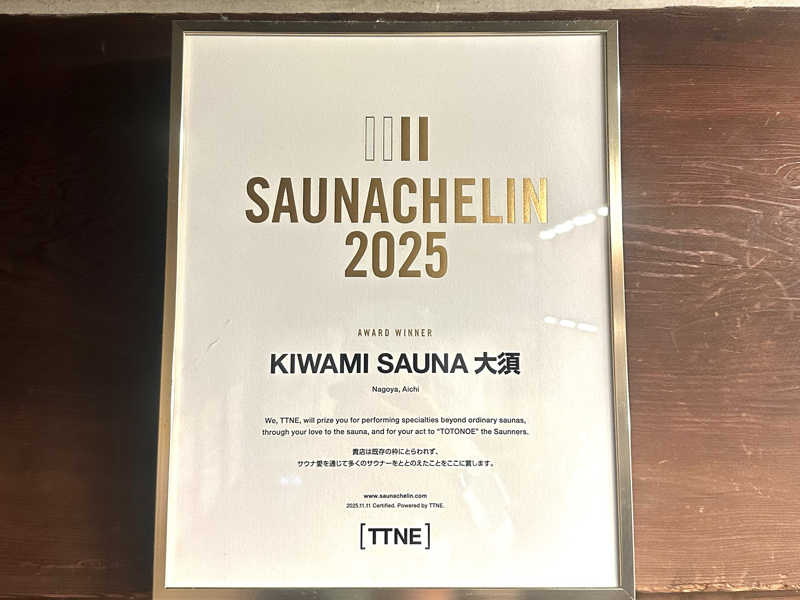 SAUNACHELIN
2025
AWARD WINNER
KIWAMI SAUNA 大須
Nagoya, Aichi
We, TTNE, will prize you for performing specialties beyond ordinary saunas,
through your love to the sauna, and for your act to “TOTONOE” the Saunners.
貴店は既存の枠にとらわれず、
サウナ愛を通じて多くのサウナーをととのえたことをここに賞します。
www.saunachelin.com
2025.11.11 Certified. Powered by TTNE.
[TTNE]